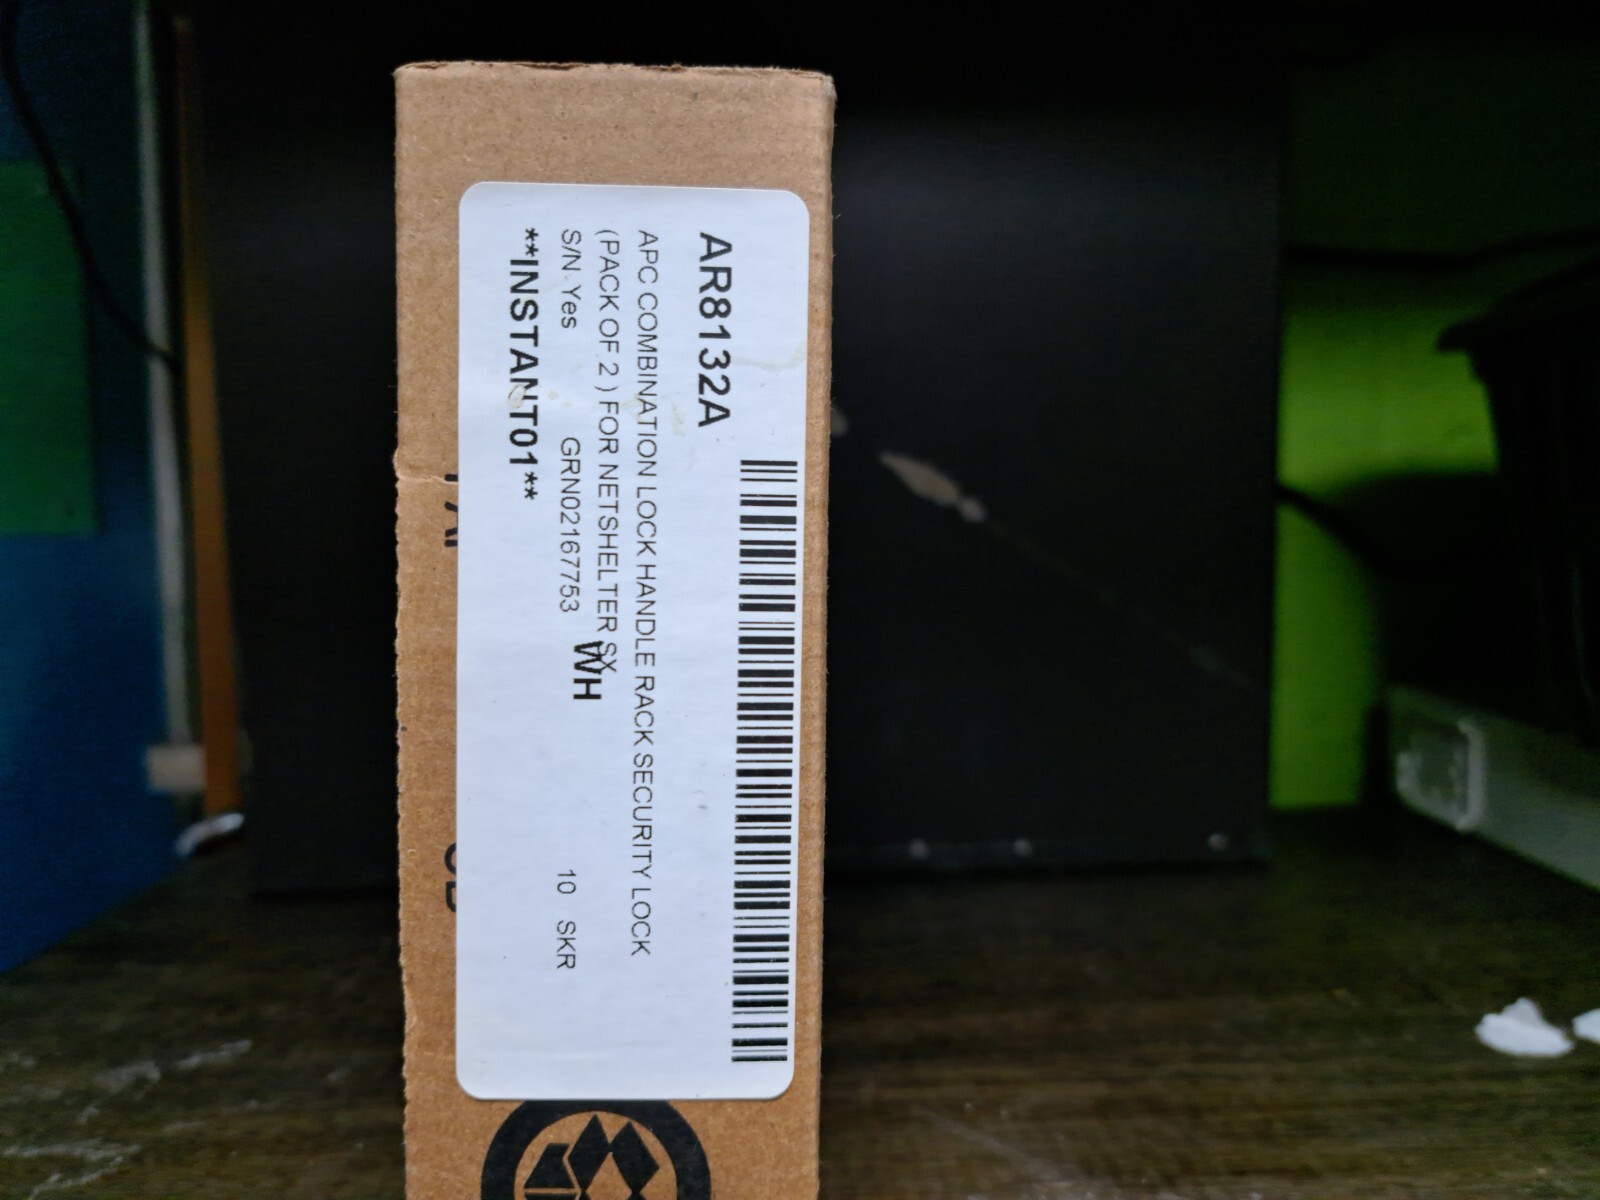 AR8132A
APC COMBINATION LOCK HANDLE RACK SECURITY LOCK
(PACK OF 2 ) FOR NETSHELTER SX
WH
S/N: Yes GRN02167753 10 SKR
**INSTANT01**